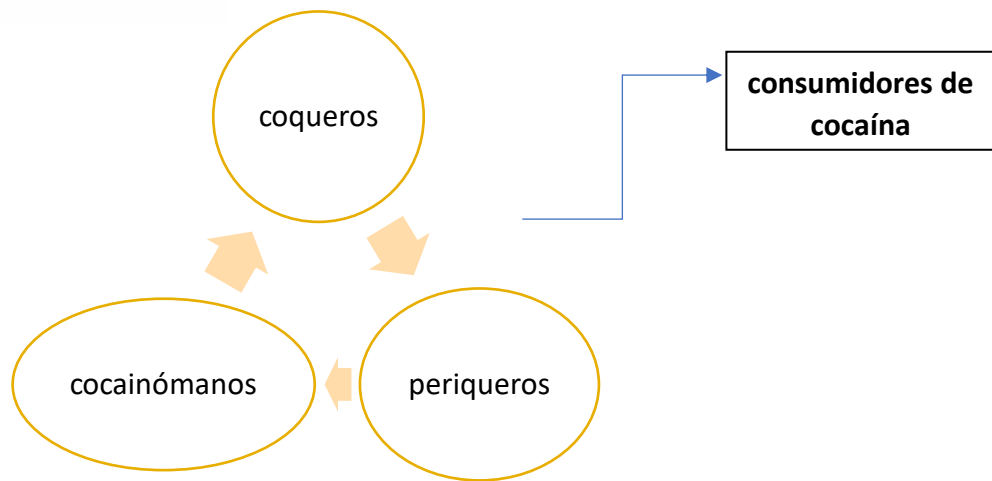 coqueros
consumidores de
cocaína
cocainómanos
periqueros